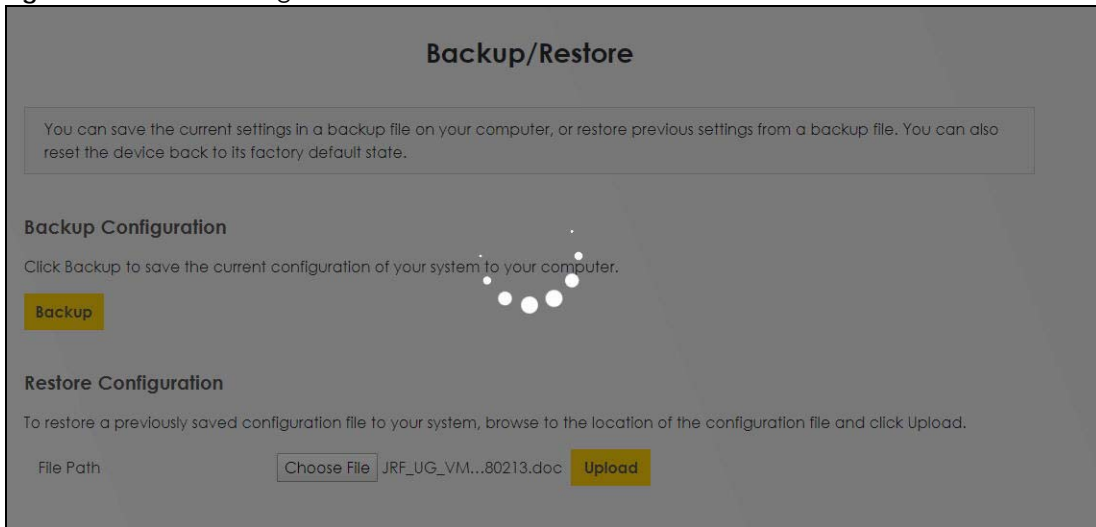 Backup/Restore
You can save the current settings in a backup file on your computer, or restore previous settings from a backup file. You can also
reset the device back to its factory default state.
Backup Configuration
Click Backup to save the current configuration of your system to your computer.
Backup
Restore Configuration
To restore a previously saved configuration file to your system, browse to the location of the configuration file and click Upload.
File Path Choose File JRF_UG_VM...80213.doc Upload